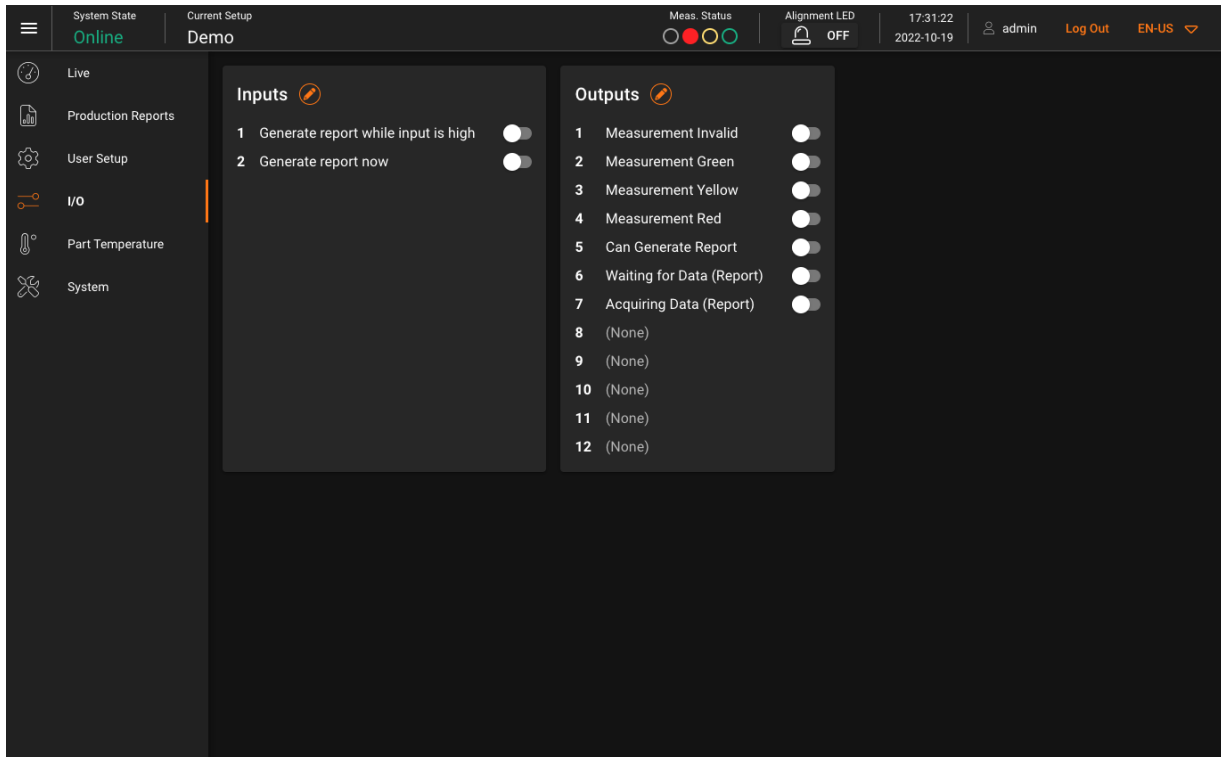 System State
Online
Current Setup
Demo
Meas. Status
Alignment LED
OFF
17:31:22
2022-10-19
admin
Log Out
EN-US
Live
Production Reports
User Setup
I/O
Part Temperature
System
Inputs
1 Generate report while input is high
2 Generate report now
Outputs
1 Measurement Invalid
2 Measurement Green
3 Measurement Yellow
4 Measurement Red
5 Can Generate Report
6 Waiting for Data (Report)
7 Acquiring Data (Report)
8 (None)
9 (None)
10 (None)
11 (None)
12 (None)